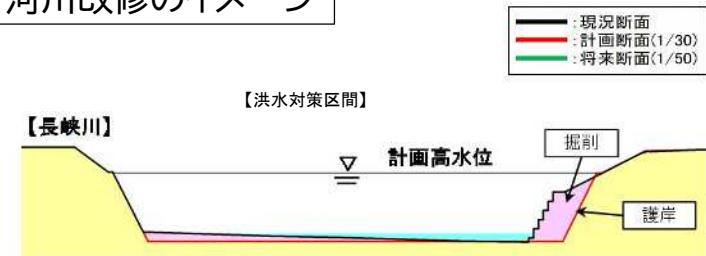 河川改修のイメージ
:現況断面
:計画断面(1/30)
:将来断面(1/50)
【洪水対策区間】
【長峡川】
計画高水位
掘削
護岸